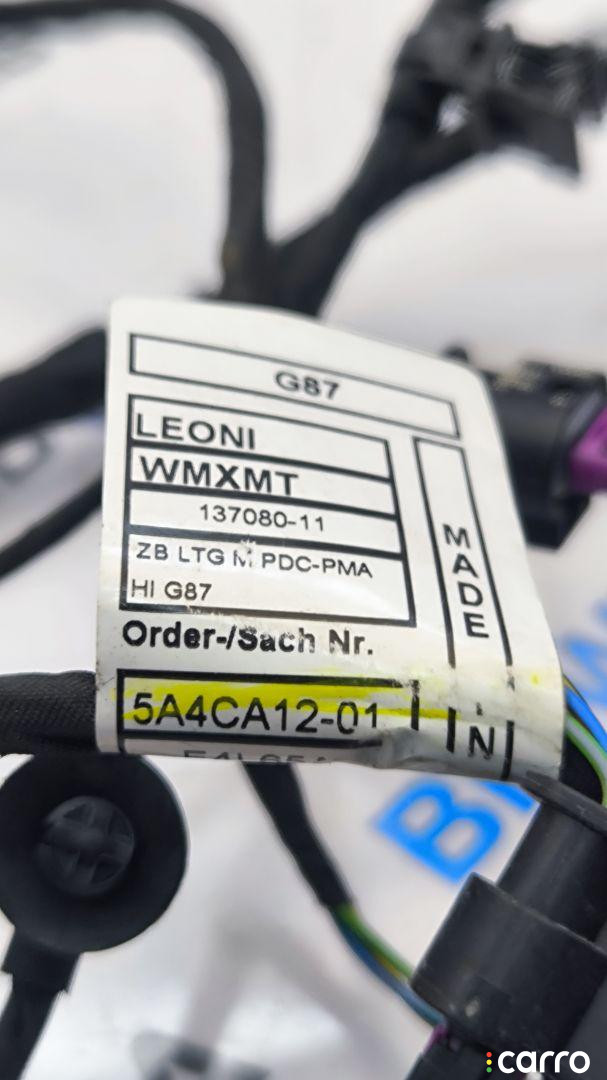 G87
LEONI
WMXMT
137080-11
ZB LTG M PDC-PMA
HI G87
MADE
Order-/Sach Nr.
5A4CA12-01
IN
carro